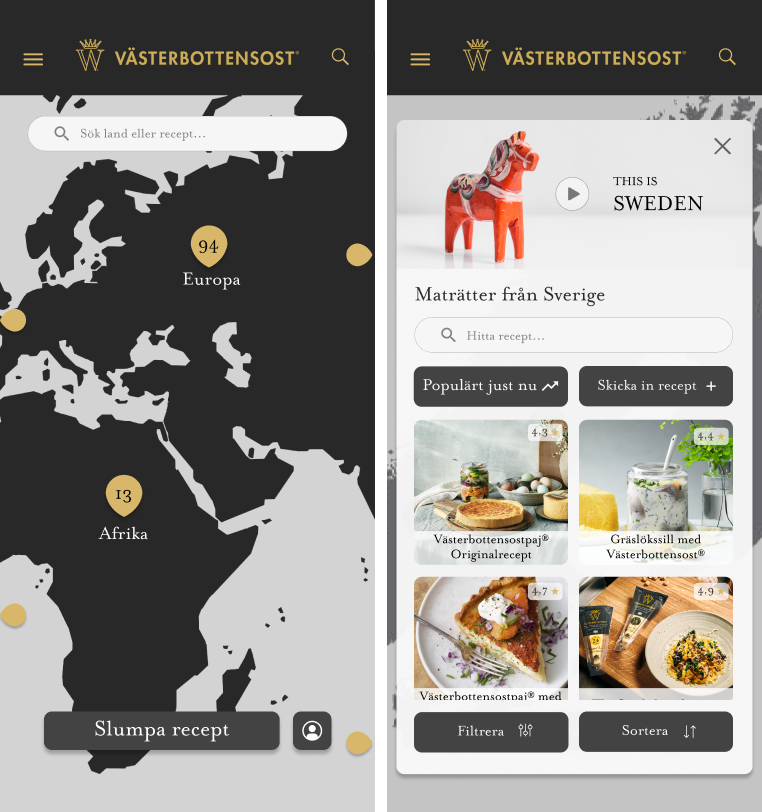 VÄSTERBOTTENSOST®
Sök land eller recept...
94
Europa
13
Afrika
Slumpa recept
VÄSTERBOTTENSOST®
THIS IS
SWEDEN
Maträtter från Sverige
Hitta recept...
Populärt just nu
Skicka in recept +
4,3
4,4
Västerbottensostpaj®
Originalrecept
Gräslökssill med
Västerbottensost®
4,7
4,9
Västerbottensostpaj® med
Filtrera
Sortera